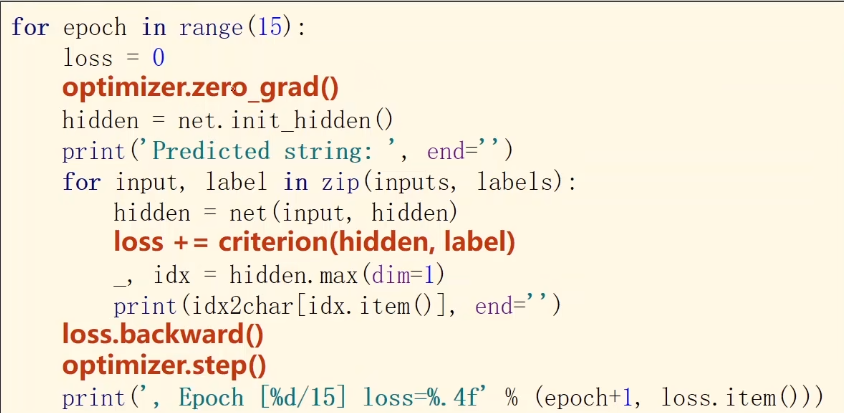 for epoch in range(15):
    loss = 0
    optimizer.zero_grad()
    hidden = net.init_hidden()
    print('Predicted string: ', end='')
    for input, label in zip(inputs, labels):
        hidden = net(input, hidden)
        loss += criterion(hidden, label)
        _, idx = hidden.max(dim=1)
        print(idx2char[idx.item()], end='')
    loss.backward()
    optimizer.step()
    print(', Epoch [%d/15] loss=%.4f' % (epoch+1, loss.item()))